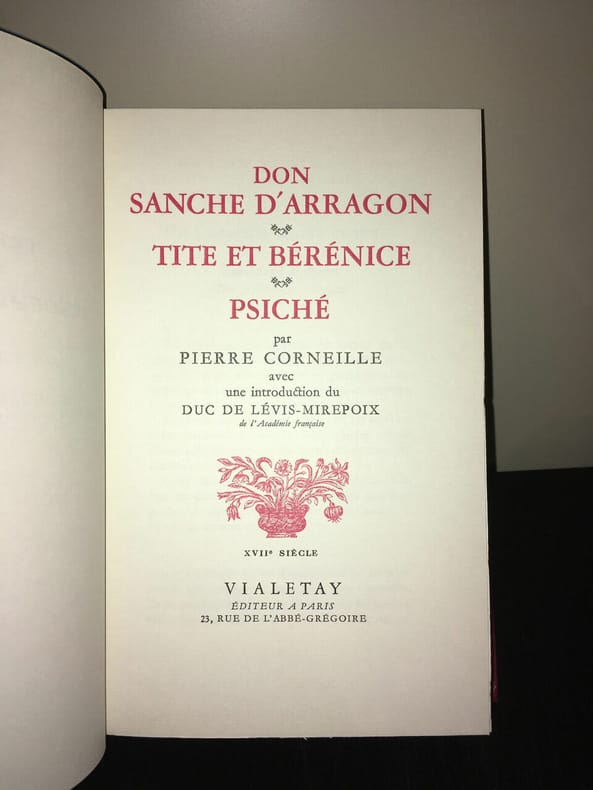 DON
SANCHE D'ARRAGON
TITE ET BÉRÉNICE
PSICHÉ
par
PIERRE CORNEILLE
avec
une introduction du
DUC DE LÉVIS-MIREPOIX
de l'Académie française
XVIIe SIÈCLE
VIALETAY
ÉDITEUR A PARIS
23, RUE DE L'ABBÉ-GRÉGOIRE